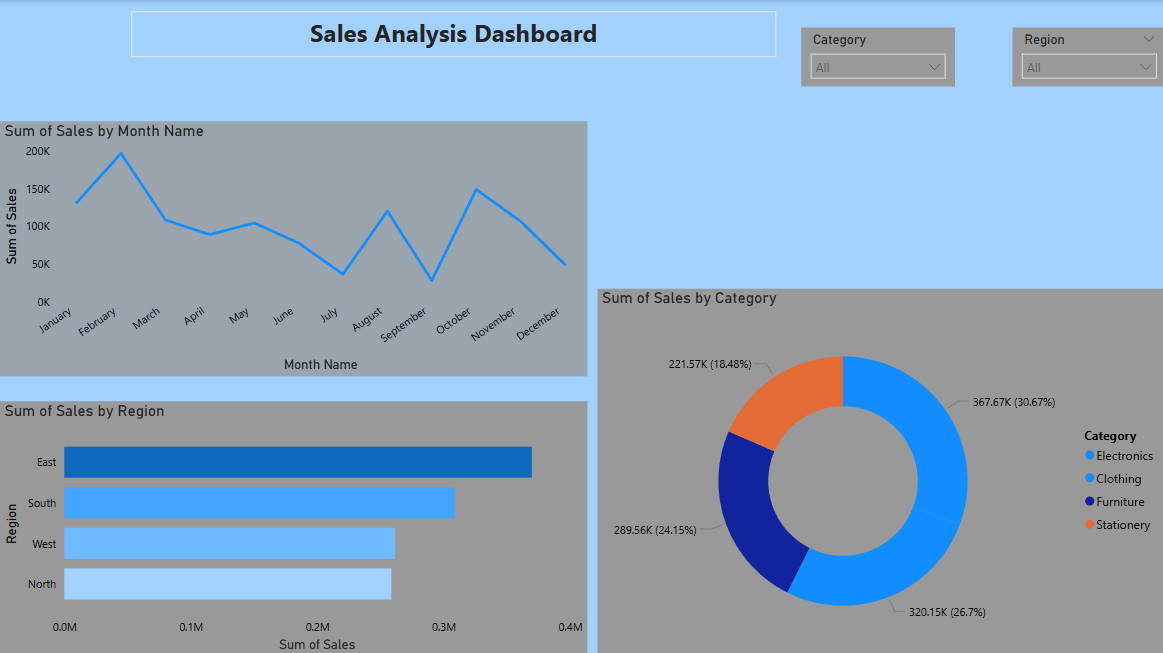 Sales Analysis Dashboard
Category
All
Region
All
Sum of Sales by Month Name
200K
150K
100K
50K
0K
Sum of Sales
January
February
March
April
May
June
July
August
September
October
November
December
Month Name
Sum of Sales by Region
Region
East
South
West
North
0.0M
0.1M
0.2M
0.3M
0.4M
Sum of Sales
Sum of Sales by Category
221.57K (18.48%)
367.67K (30.67%)
289.56K (24.15%)
320.15K (26.7%)
Category
Electronics
Clothing
Furniture
Stationery